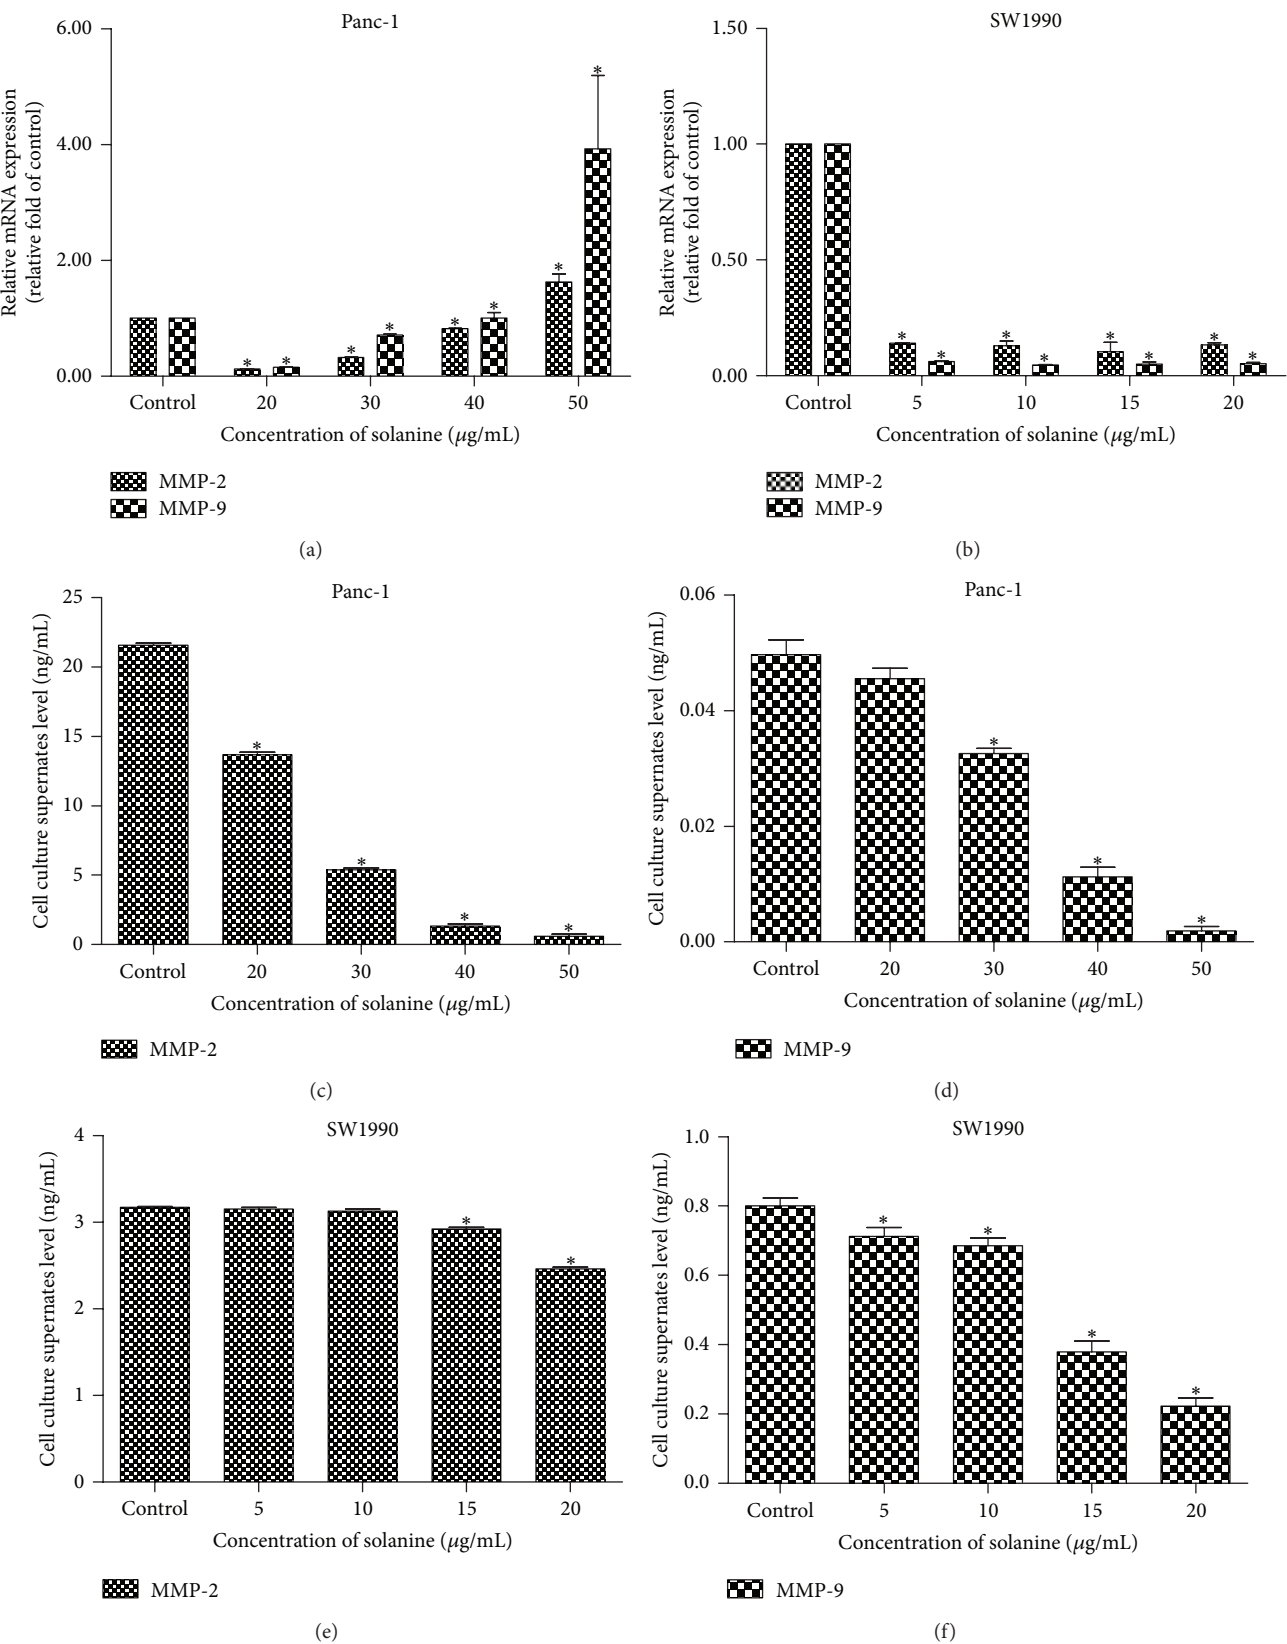 Panc-1
Relative mRNA expression
(relative fold of control)
6.00
4.00
2.00
0.00
* * * * * * * *
Control 20 30 40 50
Concentration of solanine (μg/mL)
MMP-2
MMP-9
(a)
SW1990
Relative mRNA expression
(relative fold of control)
1.50
1.00
0.50
0.00
* * * * * * * *
Control 5 10 15 20
Concentration of solanine (μg/mL)
MMP-2
MMP-9
(b)
Panc-1
Cell culture supernates level (ng/mL)
25
20
15
10
5
0
* * * *
Control 20 30 40 50
Concentration of solanine (μg/mL)
MMP-2
(c)
Panc-1
Cell culture supernates level (ng/mL)
0.06
0.04
0.02
0.00
* * *
Control 20 30 40 50
Concentration of solanine (μg/mL)
MMP-9
(d)
SW1990
Cell culture supernates level (ng/mL)
4
3
2
1
0
* *
Control 5 10 15 20
Concentration of solanine (μg/mL)
MMP-2
(e)
SW1990
Cell culture supernates level (ng/mL)
1.0
0.8
0.6
0.4
0.2
0.0
* * * *
Control 5 10 15 20
Concentration of solanine (μg/mL)
MMP-9
(f)